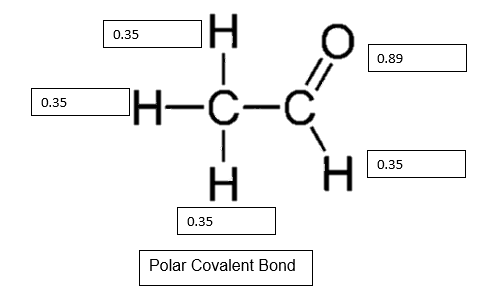 0.35 H O
0.89
0.35 H C C
H H 0.35
0.35
Polar Covalent Bond